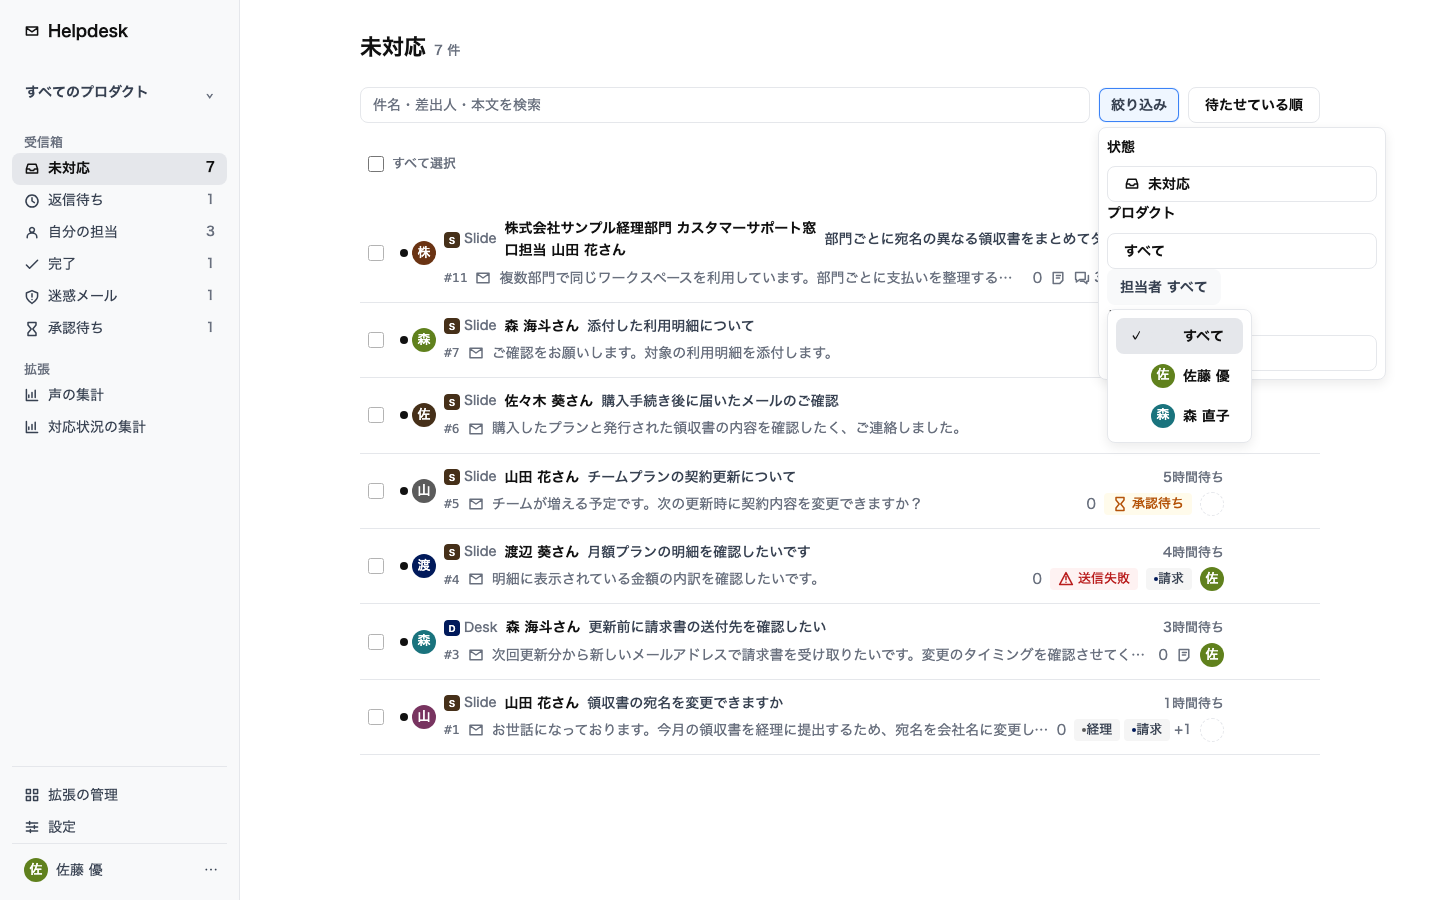 Helpdesk
すべてのプロダクト
受信箱
未対応 7
返信待ち 1
自分の担当 3
完了 1
迷惑メール 1
承認待ち 1
拡張
声の集計
対応状況の集計
拡張の管理
設定
佐 佐藤 優 …
未対応 7 件
件名・差出人・本文を検索
絞り込み
待たせている順
すべて選択
状態
未対応
プロダクト
すべて
担当者 すべて
✓ すべて
佐 佐藤 優
森 森 直子
株 S Slide 株式会社サンプル経理部門 カスタマーサポート窓
口担当 山田 花さん
部門ごとに宛名の異なる領収書をまとめて
#11 複数部門で同じワークスペースを利用しています。部門ごとに支払いを整理する… 0
森 S Slide 森 海斗さん 添付した利用明細について
#7 ご確認をお願いします。対象の利用明細を添付します。
佐 S Slide 佐々木 葵さん 購入手続き後に届いたメールのご確認
#6 購入したプランと発行された領収書の内容を確認したく、ご連絡しました。
山 S Slide 山田 花さん チームプランの契約更新について 5時間待ち
#5 チームが増える予定です。次の更新時に契約内容を変更できますか？ 0 承認待ち
渡 S Slide 渡辺 葵さん 月額プランの明細を確認したいです 4時間待ち
#4 明細に表示されている金額の内訳を確認したいです。 0 送信失敗 •請求 佐
森 D Desk 森 海斗さん 更新前に請求書の送付先を確認したい 3時間待ち
#3 次回更新分から新しいメールアドレスで請求書を受け取りたいです。変更のタイミングを確認させてく… 0 佐
山 S Slide 山田 花さん 領収書の宛名を変更できますか 1時間待ち
#1 お世話になっております。今月の領収書を経理に提出するため、宛名を会社名に変更し… 0 •経理 •請求 +1